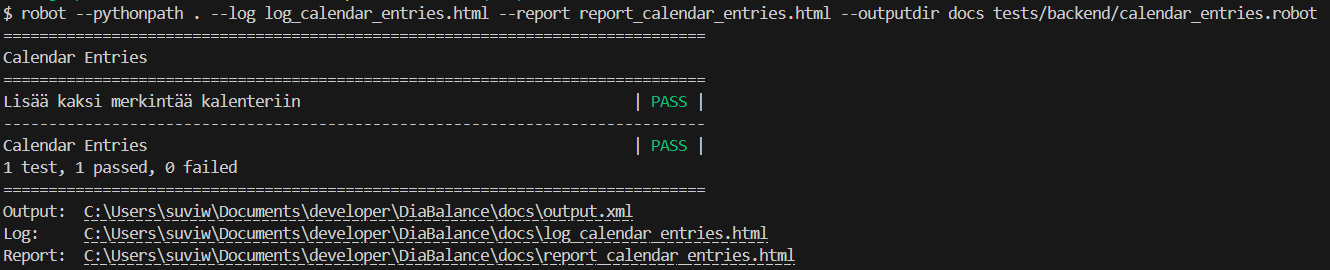 $ robot --pythonpath . --log log_calendar_entries.html --report report_calendar_entries.html --outputdir docs tests/backend/calendar_entries.robot
==============================================================================
Calendar Entries
==============================================================================
Lisää kaksi merkintää kalenteriin                                     | PASS |
------------------------------------------------------------------------------
Calendar Entries                                                      | PASS |
1 test, 1 passed, 0 failed
==============================================================================
Output:  C:\Users\suviw\Documents\developer\DiaBalance\docs\output.xml
Log:     C:\Users\suviw\Documents\developer\DiaBalance\docs\log_calendar_entries.html
Report:  C:\Users\suviw\Documents\developer\DiaBalance\docs\report_calendar_entries.html